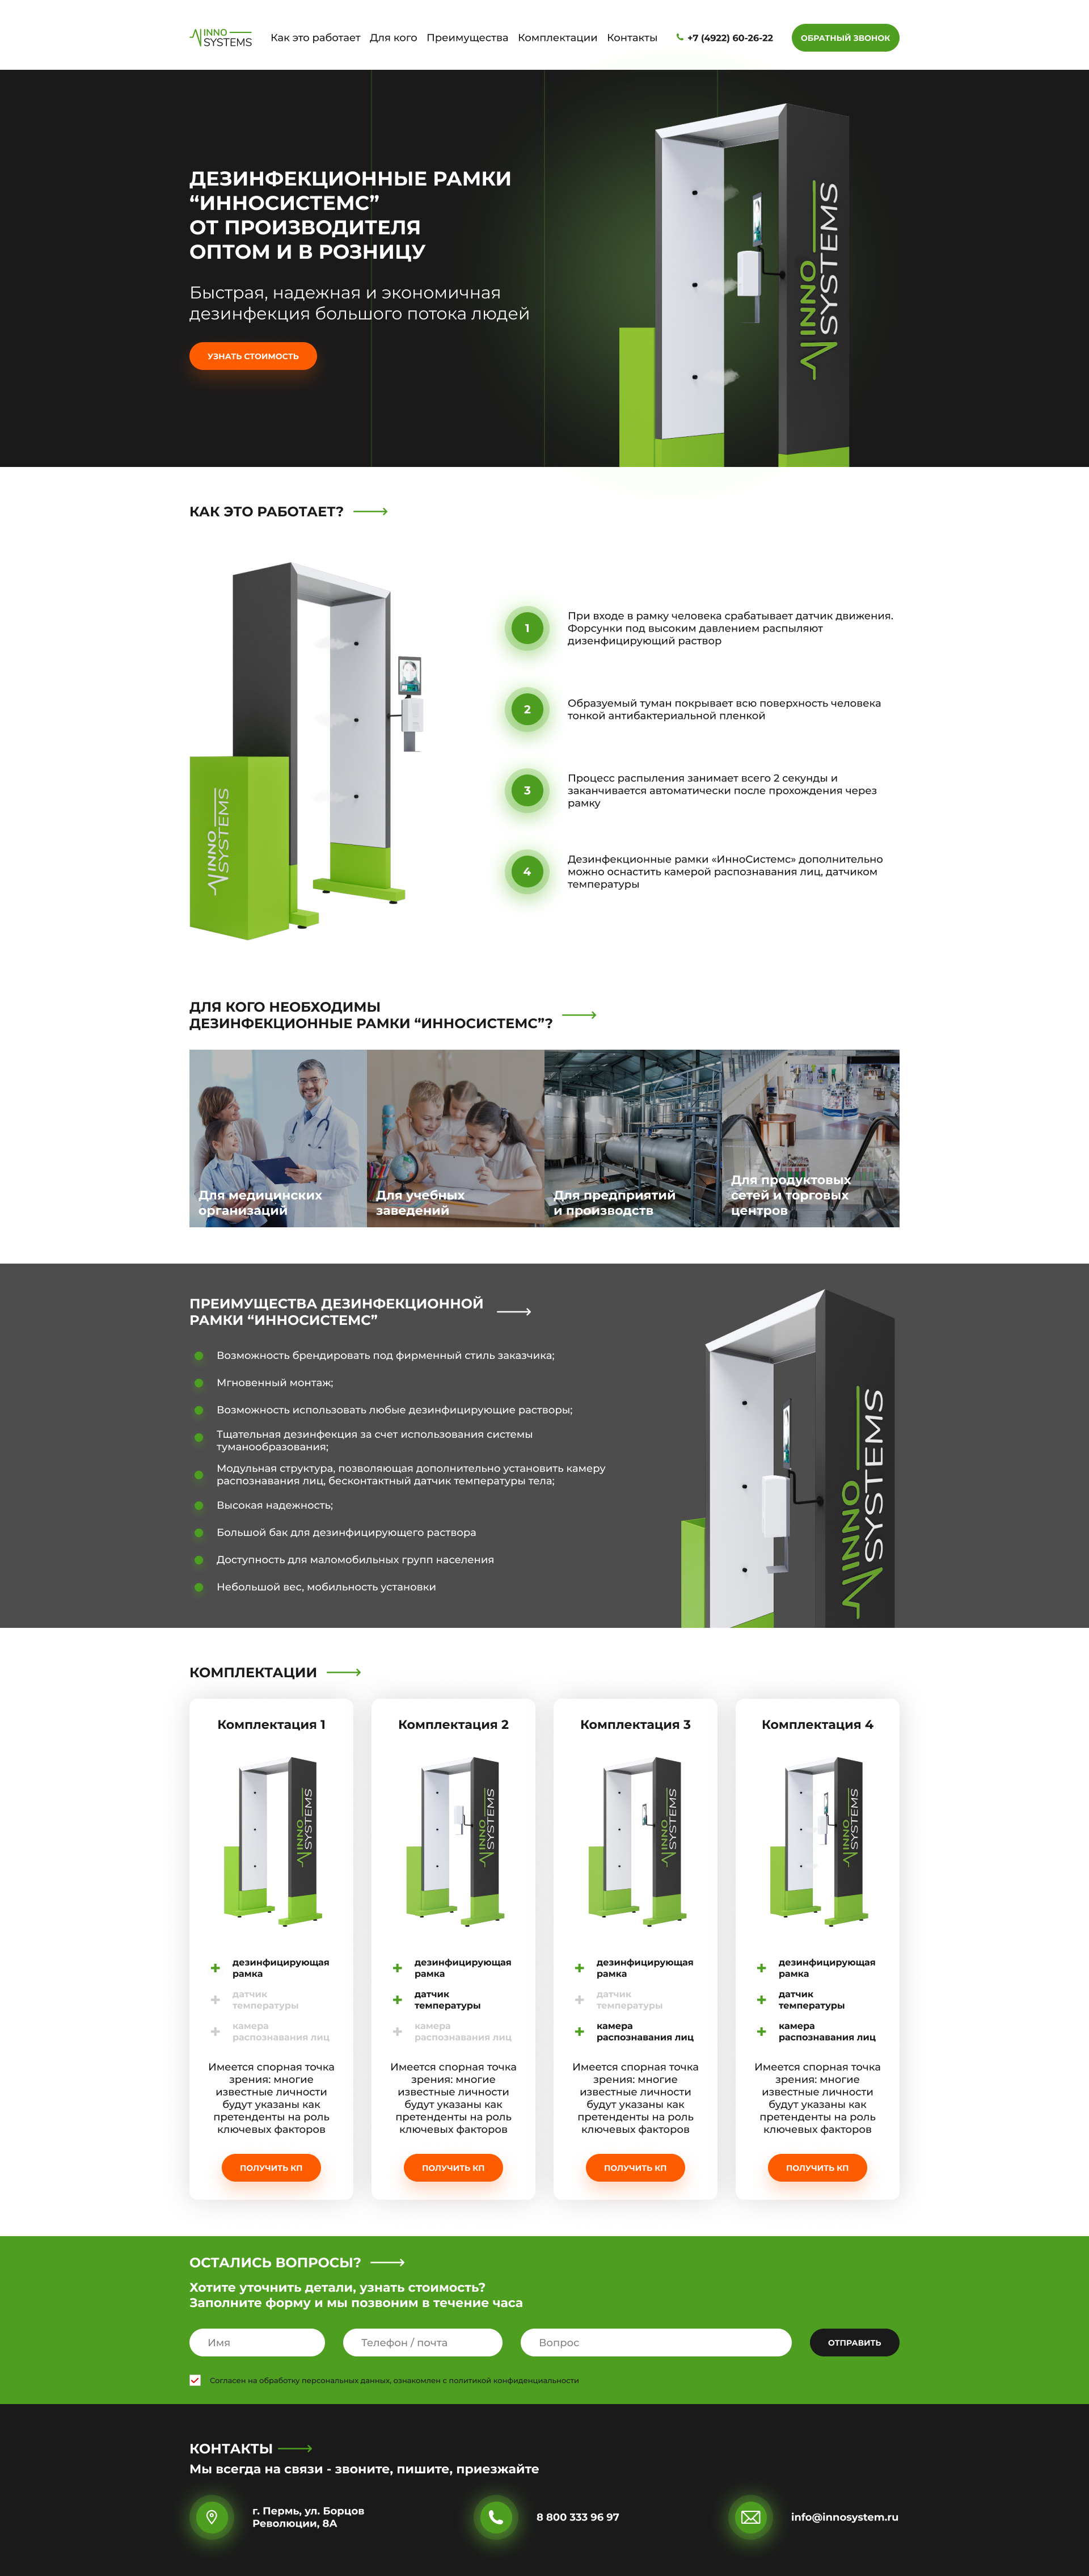 INNO
SYSTEMS
Как это работает Для кого Преимущества Комплектации Контакты +7 (4922) 60-26-22 ОБРАТНЫЙ ЗВОНОК
ДЕЗИНФЕКЦИОННЫЕ РАМКИ
“ИННОСИСТЕМС”
ОТ ПРОИЗВОДИТЕЛЯ
ОПТОМ И В РОЗНИЦУ
Быстрая, надежная и экономичная
дезинфекция большого потока людей
УЗНАТЬ СТОИМОСТЬ
INNO
SYSTEMS
КАК ЭТО РАБОТАЕТ?
INNO
SYSTEMS
1
При входе в рамку человека срабатывает датчик движения.
Форсунки под высоким давлением распыляют
дизенфицирующий раствор
2
Образуемый туман покрывает всю поверхность человека
тонкой антибактериальной пленкой
3
Процесс распыления занимает всего 2 секунды и
заканчивается автоматически после прохождения через
рамку
4
Дезинфекционные рамки «ИнноСистемс» дополнительно
можно оснастить камерой распознавания лиц, датчиком
температуры
ДЛЯ КОГО НЕОБХОДИМЫ
ДЕЗИНФЕКЦИОННЫЕ РАМКИ “ИННОСИСТЕМС”?
Для медицинских
организаций
Для учебных
заведений
Для предприятий
и производств
Для продуктовых
сетей и торговых
центров
ПРЕИМУЩЕСТВА ДЕЗИНФЕКЦИОННОЙ
РАМКИ “ИННОСИСТЕМС”
Возможность брендировать под фирменный стиль заказчика;
Мгновенный монтаж;
Возможность использовать любые дезинфицирующие растворы;
Тщательная дезинфекция за счет использования системы
туманообразования;
Модульная структура, позволяющая дополнительно установить камеру
распознавания лиц, бесконтактный датчик температуры тела;
Высокая надежность;
Большой бак для дезинфицирующего раствора
Доступность для маломобильных групп населения
Небольшой вес, мобильность установки
INNO
SYSTEMS
КОМПЛЕКТАЦИИ
Комплектация 1
INNO
SYSTEMS
дезинфицирующая
рамка
датчик
температуры
камера
распознавания лиц
Имеется спорная точка
зрения: многие
известные личности
будут указаны как
претенденты на роль
ключевых факторов
ПОЛУЧИТЬ КП
Комплектация 2
INNO
SYSTEMS
дезинфицирующая
рамка
датчик
температуры
камера
распознавания лиц
Имеется спорная точка
зрения: многие
известные личности
будут указаны как
претенденты на роль
ключевых факторов
ПОЛУЧИТЬ КП
Комплектация 3
INNO
SYSTEMS
дезинфицирующая
рамка
датчик
температуры
камера
распознавания лиц
Имеется спорная точка
зрения: многие
известные личности
будут указаны как
претенденты на роль
ключевых факторов
ПОЛУЧИТЬ КП
Комплектация 4
INNO
SYSTEMS
дезинфицирующая
рамка
датчик
температуры
камера
распознавания лиц
Имеется спорная точка
зрения: многие
известные личности
будут указаны как
претенденты на роль
ключевых факторов
ПОЛУЧИТЬ КП
ОСТАЛИСЬ ВОПРОСЫ?
Хотите уточнить детали, узнать стоимость?
Заполните форму и мы позвоним в течение часа
Имя Телефон / почта Вопрос ОТПРАВИТЬ
Согласен на обработку персональных данных, ознакомлен с политикой конфиденциальности
КОНТАКТЫ
Мы всегда на связи - звоните, пишите, приезжайте
г. Пермь, ул. Борцов
Революции, 8А
8 800 333 96 97
info@innosystem.ru